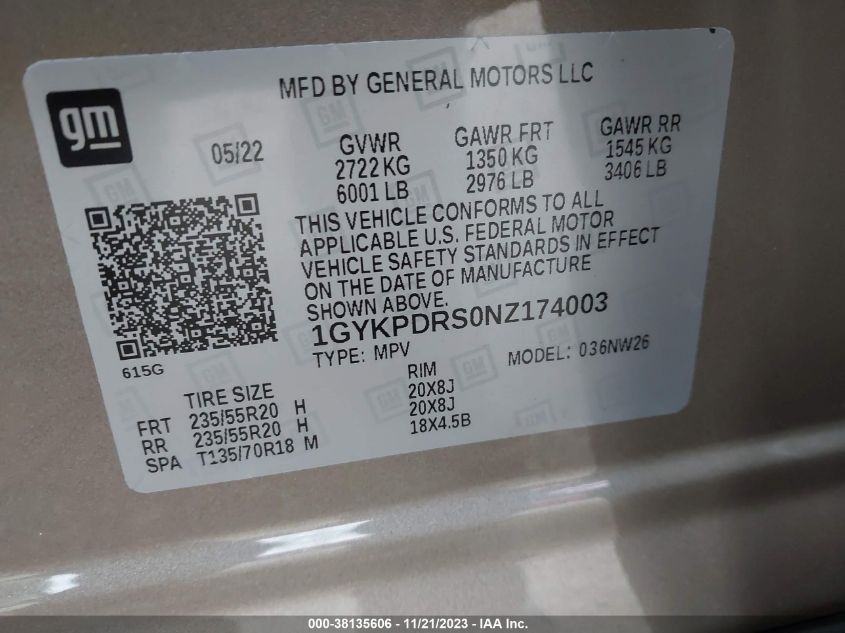 MFD BY GENERAL MOTORS LLC
gm
05/22
GVWR GAWR FRT GAWR RR
2722 KG 1350 KG 1545 KG
6001 LB 2976 LB 3406 LB
THIS VEHICLE CONFORMS TO ALL
APPLICABLE U.S. FEDERAL MOTOR
VEHICLE SAFETY STANDARDS IN EFFECT
ON THE DATE OF MANUFACTURE
SHOWN ABOVE.
1GYKPDRS0NZ174003
TYPE: MPV MODEL: 036NW26
615G
TIRE SIZE RIM
FRT 235/55R20 H 20X8J
RR 235/55R20 H 20X8J
SPA T135/70R18 M 18X4.5B
000-38135606 - 11/21/2023 - IAA Inc.